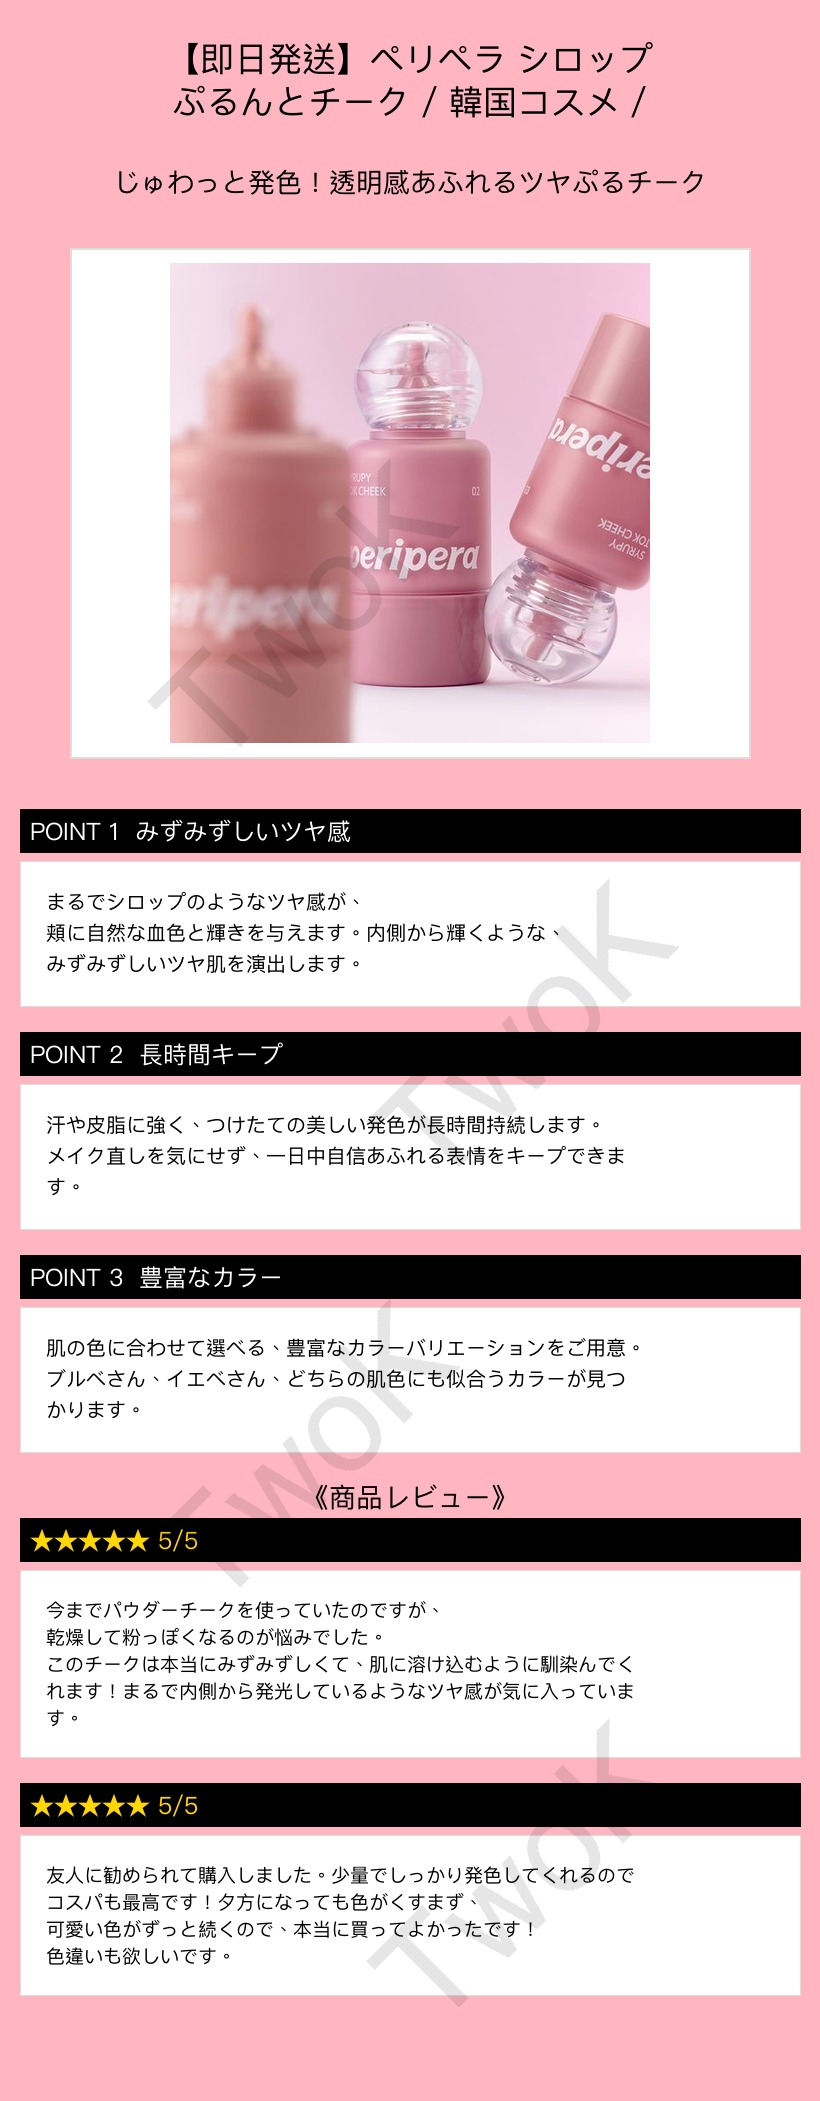 【即日発送】ペリペラ シロップ
ぷるんとチーク / 韓国コスメ /
じゅわっと発色！透明感あふれるツヤぷるチーク
SYRUPY
TOK CHEEK
peripera
02
peripera
peripera
TwoK
POINT 1 みずみずしいツヤ感
まるでシロップのようなツヤ感が、
頬に自然な血色と輝きを与えます。内側から輝くような、
みずみずしいツヤ肌を演出します。
TwoK
POINT 2 長時間キープ
汗や皮脂に強く、つけたての美しい発色が長時間持続します。
メイク直しを気にせず、一日中自信あふれる表情をキープできま
す。
POINT 3 豊富なカラー
肌の色に合わせて選べる、豊富なカラーバリエーションをご用意。
ブルベさん、イエベさん、どちらの肌色にも似合うカラーが見つ
かります。
TwoK
《商品レビュー》
★★★★★ 5/5
今までパウダーチークを使っていたのですが、
乾燥して粉っぽくなるのが悩みでした。
このチークは本当にみずみずしくて、肌に溶け込むように馴染んでく
れます！まるで内側から発光しているようなツヤ感が気に入っていま
す。
★★★★★ 5/5
友人に勧められて購入しました。少量でしっかり発色してくれるので
コスパも最高です！夕方になっても色がくすまず、
可愛い色がずっと続くので、本当に買ってよかったです！
色違いも欲しいです。
TwoK